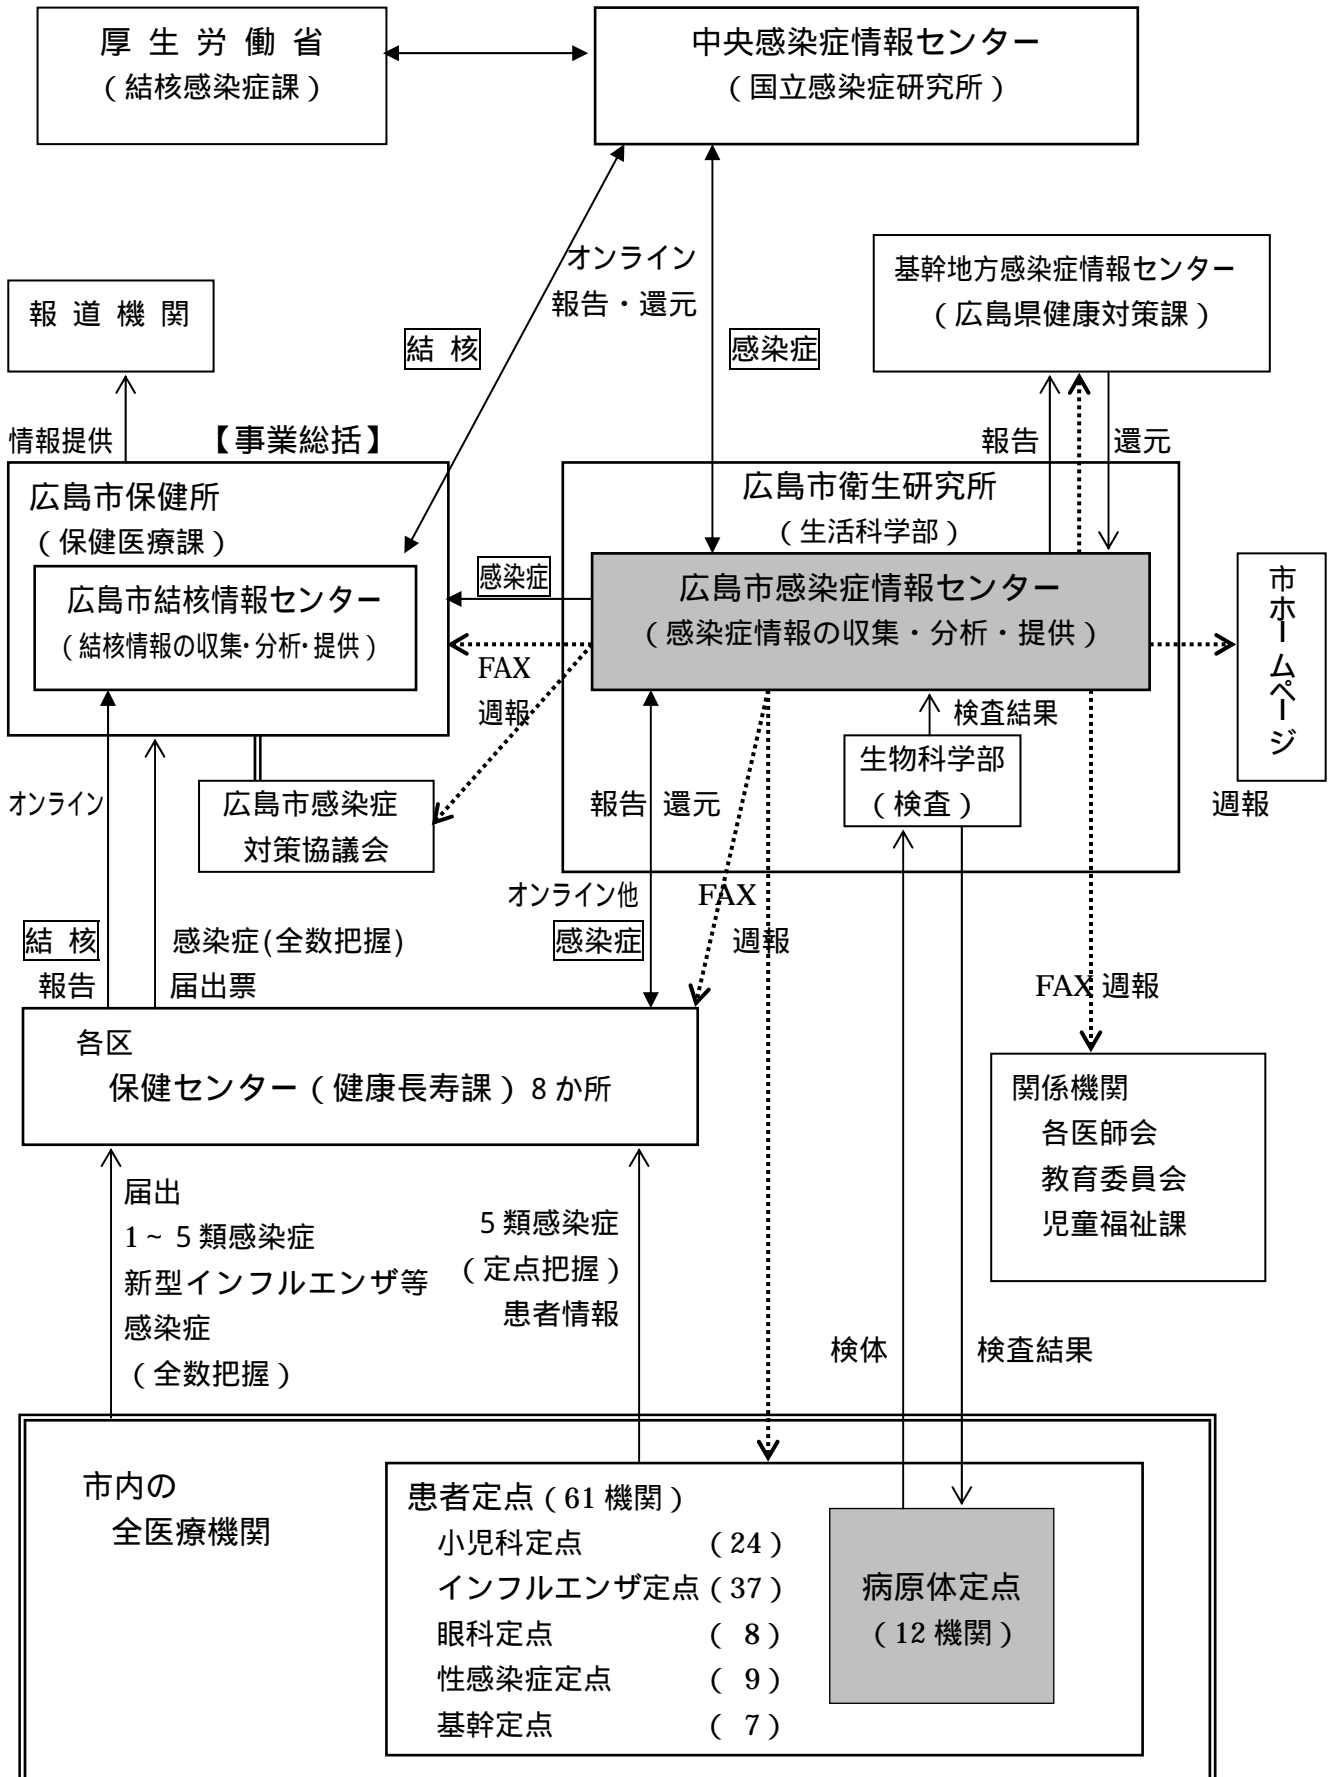 厚 生 労 働 省
（結核感染症課）
中央感染症情報センター
（国立感染症研究所）
オンライン
報告・還元
基幹地方感染症情報センター
（広島県健康対策課）
報 道 機 関
結 核
感染症
情報提供
【事業総括】
報告
還元
広島市保健所
（保健医療課）
広島市結核情報センター
（結核情報の収集・分析・提供）
広島市衛生研究所
（生活科学部）
感染症
広島市感染症情報センター
（感染症情報の収集・分析・提供）
市ホームページ
FAX
週報
検査結果
生物科学部
（検査）
オンライン
広島市感染症
対策協議会
報告
還元
週報
オンライン他
FAX
結 核
感染症(全数把握)
感染症
週報
報告
届出票
FAX 週報
各区
保健センター（健康長寿課）8か所
関係機関
各医師会
教育委員会
児童福祉課
届出
1～5類感染症
新型インフルエンザ等
感染症
（全数把握）
5類感染症
（定点把握）
患者情報
検体
検査結果
市内の
全医療機関
患者定点（61機関）
小児科定点 （24）
インフルエンザ定点（37）
眼科定点 （ 8）
性感染症定点 （ 9）
基幹定点 （ 7）
病原体定点
（12機関）